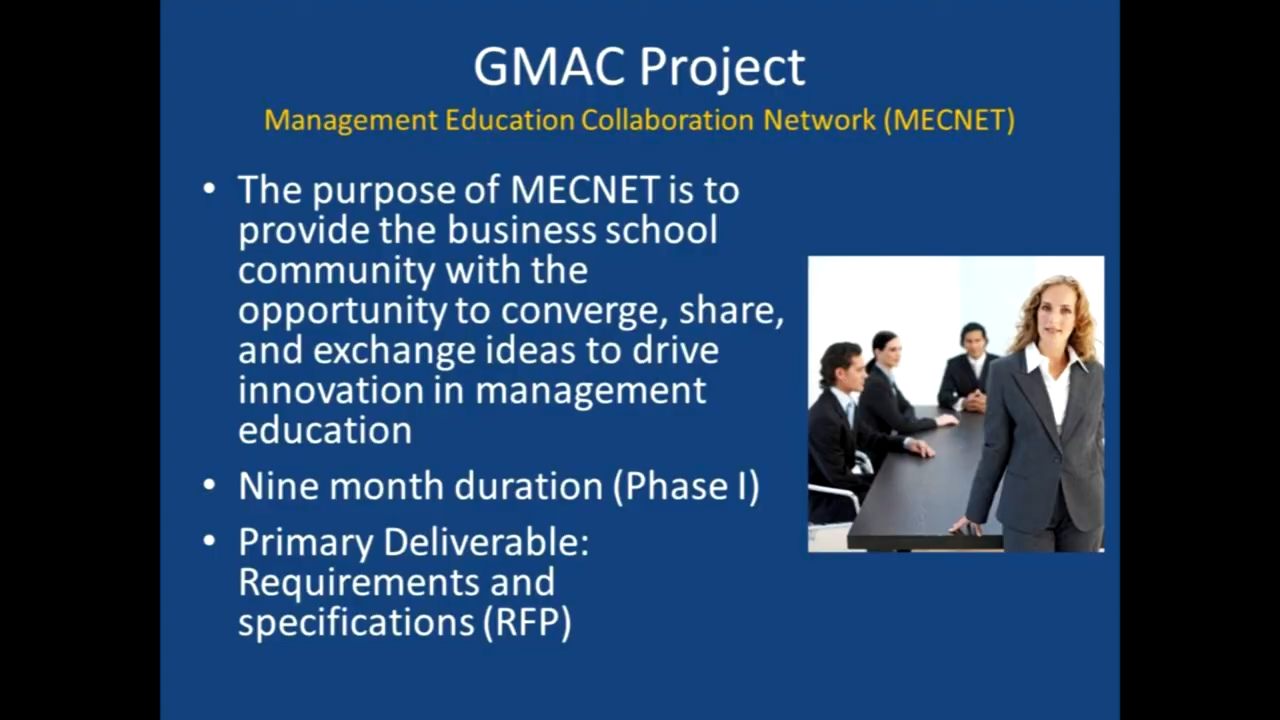 GMAC Project
Management Education Collaboration Network (MECNET)
• The purpose of MECNET is to
provide the business school
community with the
opportunity to converge, share,
and exchange ideas to drive
innovation in management
education
• Nine month duration (Phase I)
• Primary Deliverable:
Requirements and
specifications (RFP)